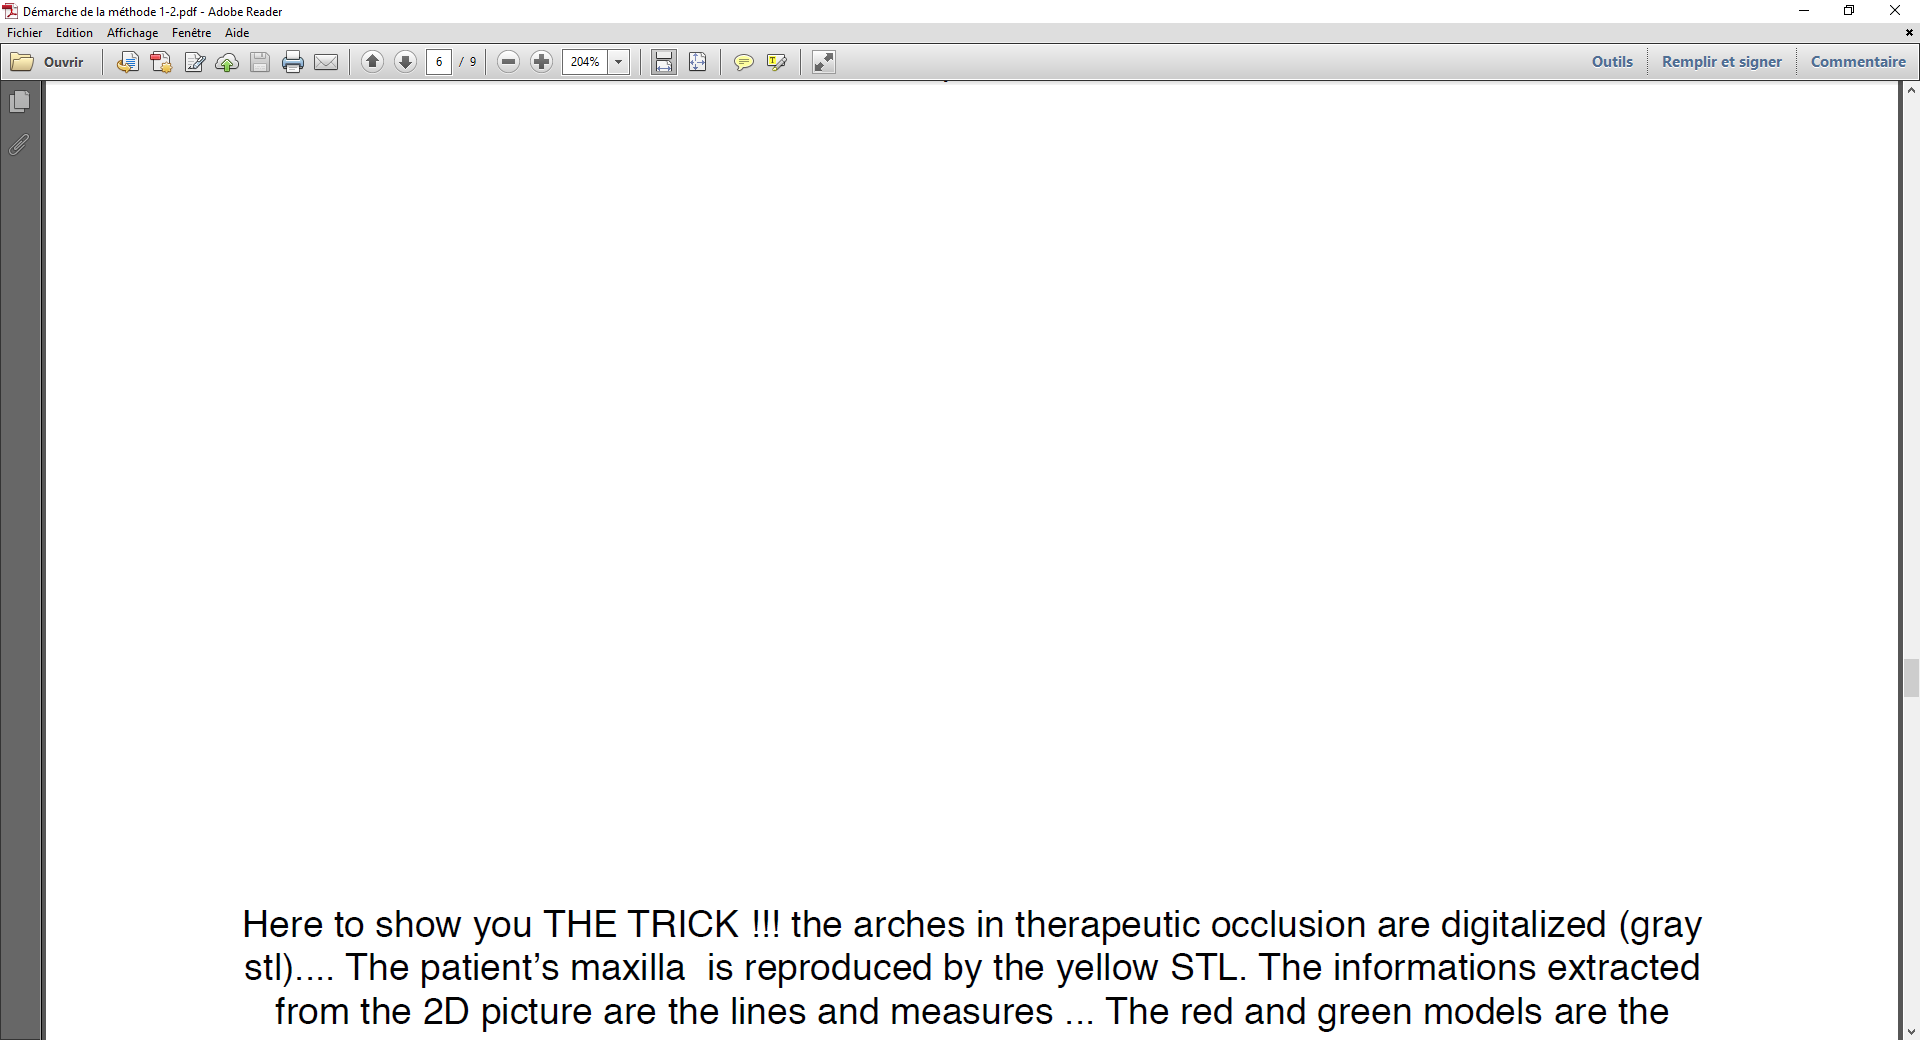 Démarche de la méthode 1-2.pdf - Adobe Reader
Fichier Edition Affichage Fenêtre Aide
Ouvrir 6 / 9 204% Outils Remplir et signer Commentaire
Here to show you THE TRICK !!! the arches in therapeutic occlusion are digitalized (gray
stl).... The patient’s maxilla  is reproduced by the yellow STL. The informations extracted
from the 2D picture are the lines and measures ... The red and green models are the